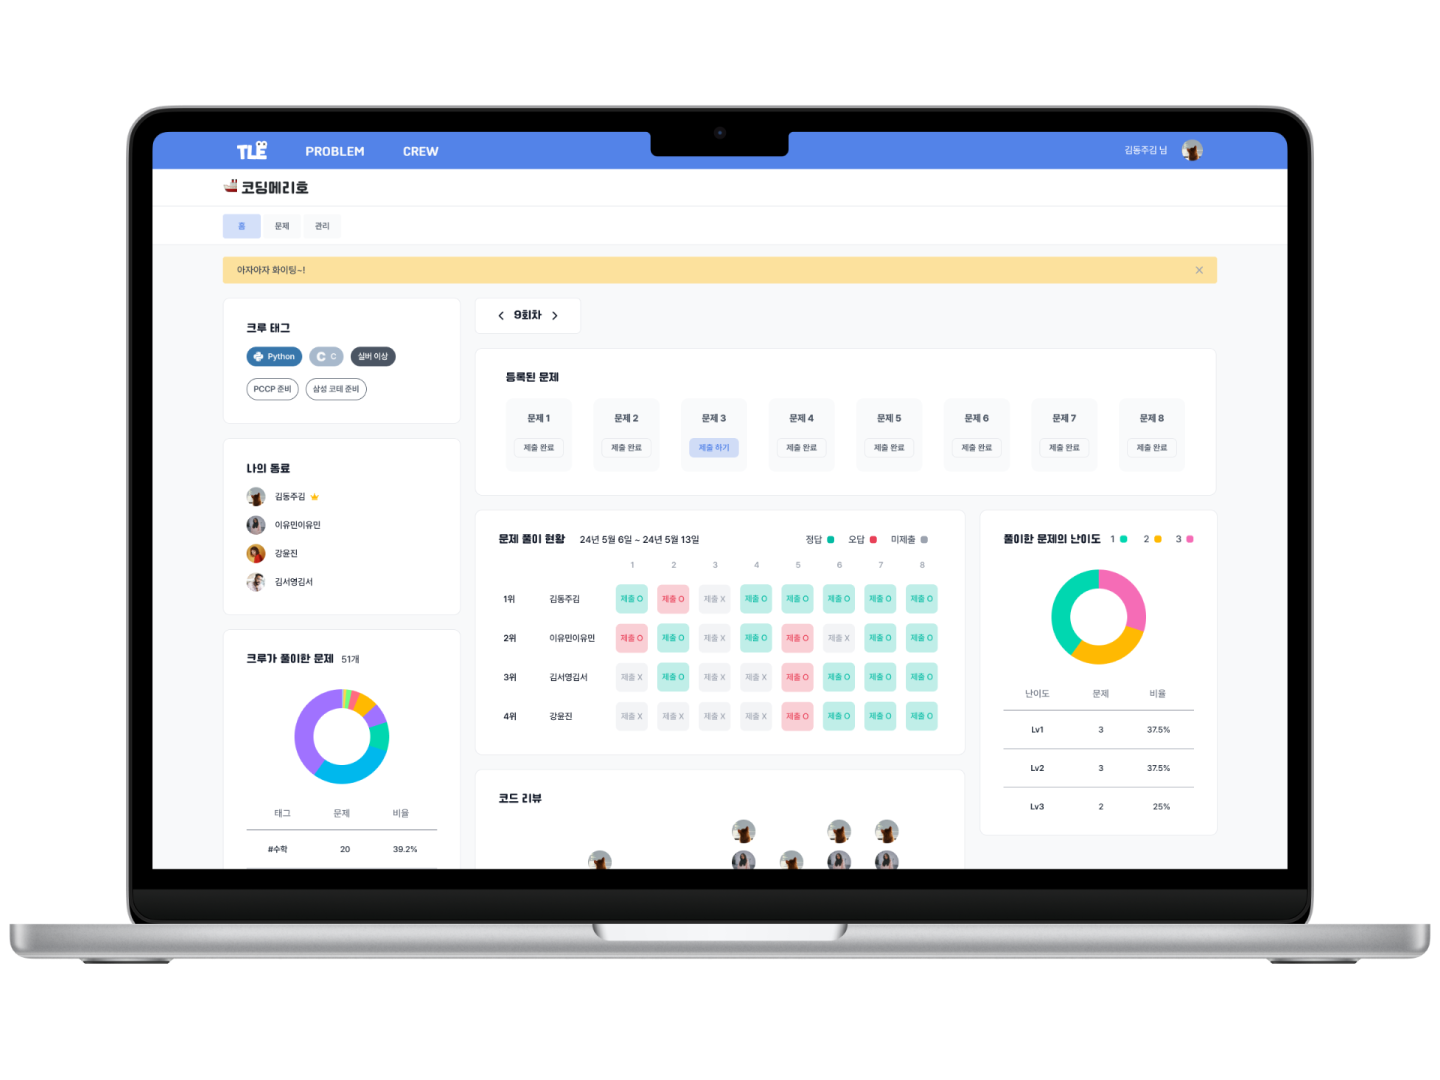 TLE PROBLEM CREW 김동주김 님
코딩메리호
홈 문제 관리
아자아자 화이팅~!
크루 태그
Python C 실버 이상
PCCP 준비 삼성 코테 준비
나의 동료
김동주김
이유민이유민
강윤진
김서영김서
크루가 풀이한 문제 51개
태그 문제 비율
#수학 20 39.2%
9회차
등록된 문제
문제 1 문제 2 문제 3 문제 4 문제 5 문제 6 문제 7 문제 8
제출 완료 제출 완료 제출 하기 제출 완료 제출 완료 제출 완료 제출 완료 제출 완료
문제 풀이 현황 24년 5월 6일 ~ 24년 5월 13일 정답 오답 미제출
1 2 3 4 5 6 7 8
1위 김동주김 제출 O 제출 O 제출 X 제출 O 제출 O 제출 O 제출 O 제출 O
2위 이유민이유민 제출 O 제출 O 제출 X 제출 O 제출 O 제출 X 제출 O 제출 O
3위 김서영김서 제출 X 제출 O 제출 X 제출 X 제출 O 제출 O 제출 O 제출 O
4위 강윤진 제출 X 제출 X 제출 X 제출 X 제출 O 제출 O 제출 O 제출 O
코드 리뷰
풀이한 문제의 난이도 1 2 3
난이도 문제 비율
Lv1 3 37.5%
Lv2 3 37.5%
Lv3 2 25%